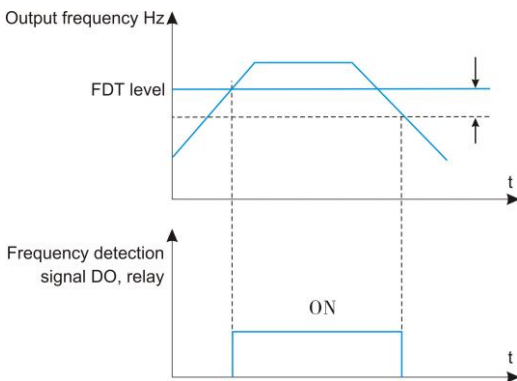 Output frequency Hz
FDT level
t
Frequency detection
signal DO, relay
ON
t